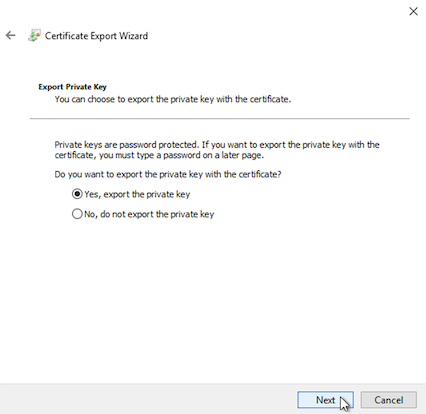 Certificate Export Wizard
Export Private Key
You can choose to export the private key with the certificate.
Private keys are password protected. If you want to export the private key with the
certificate, you must type a password on a later page.
Do you want to export the private key with the certificate?
Yes, export the private key
No, do not export the private key
Next
Cancel